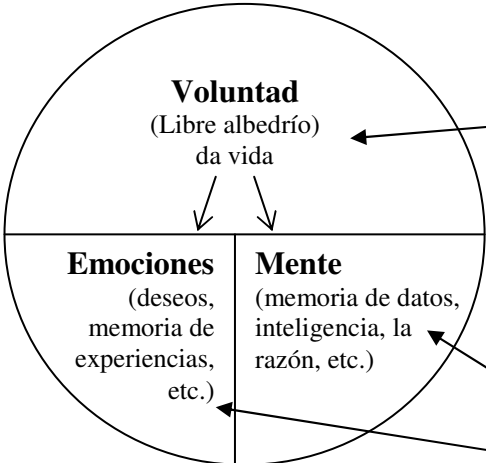 Voluntad
(Libre albedrío)
da vida
Emociones
(deseos,
memoria de
experiencias,
etc.)
Mente
(memoria de datos,
inteligencia, la
razón, etc.)